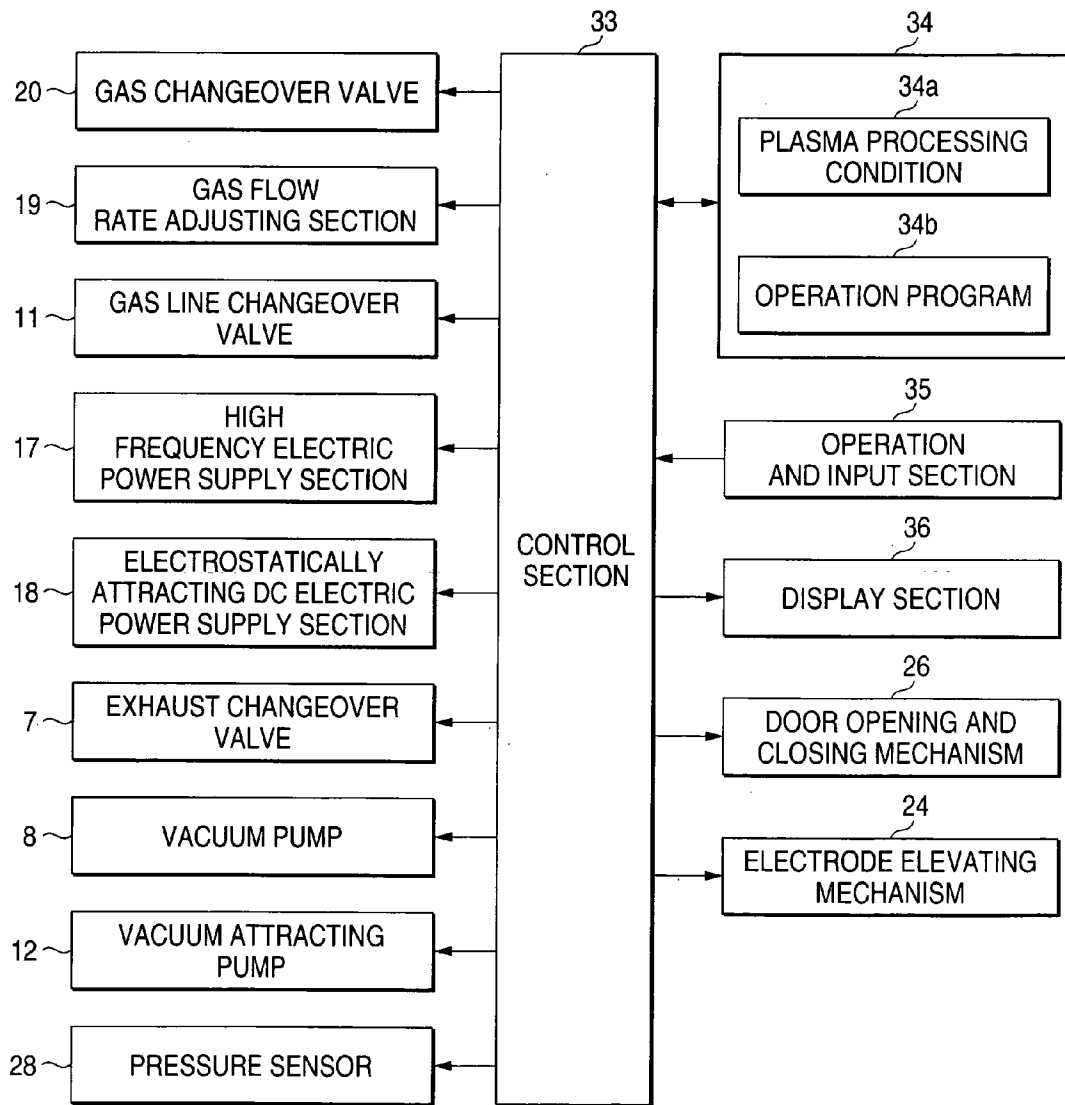 33
34
20
GAS CHANGEOVER VALVE
34a
PLASMA PROCESSING
CONDITION
19
GAS FLOW
RATE ADJUSTING SECTION
34b
OPERATION PROGRAM
11
GAS LINE CHANGEOVER
VALVE
17
HIGH
FREQUENCY ELECTRIC
POWER SUPPLY SECTION
35
OPERATION
AND INPUT SECTION
CONTROL
SECTION
18
ELECTROSTATICALLY
ATTRACTING DC ELECTRIC
POWER SUPPLY SECTION
36
DISPLAY SECTION
7
EXHAUST CHANGEOVER
VALVE
26
DOOR OPENING AND
CLOSING MECHANISM
8
VACUUM PUMP
24
ELECTRODE ELEVATING
MECHANISM
12
VACUUM ATTRACTING
PUMP
28
PRESSURE SENSOR